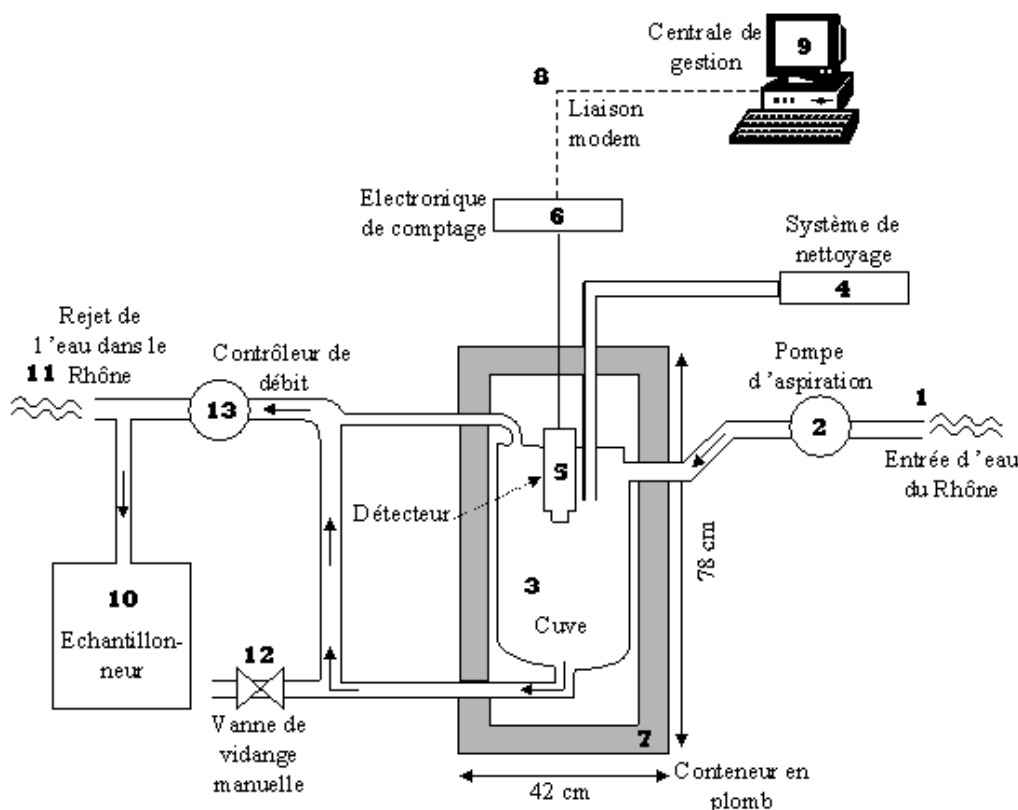 Centrale de
gestion
9
8
Liaison
modem
Electronique
de comptage
6
Système de
nettoyage
4
Rejet de
l ’eau dans le
11 Rhône
Contrôleur de
débit
13
Pompe
d ’aspiration
2
1
Entrée d ’eau
du Rhône
5
Détecteur
78 cm
3
Cuve
10
Echantillon-
neur
12
Vanne de
vidange
manuelle
7
42 cm
Conteneur en
plomb